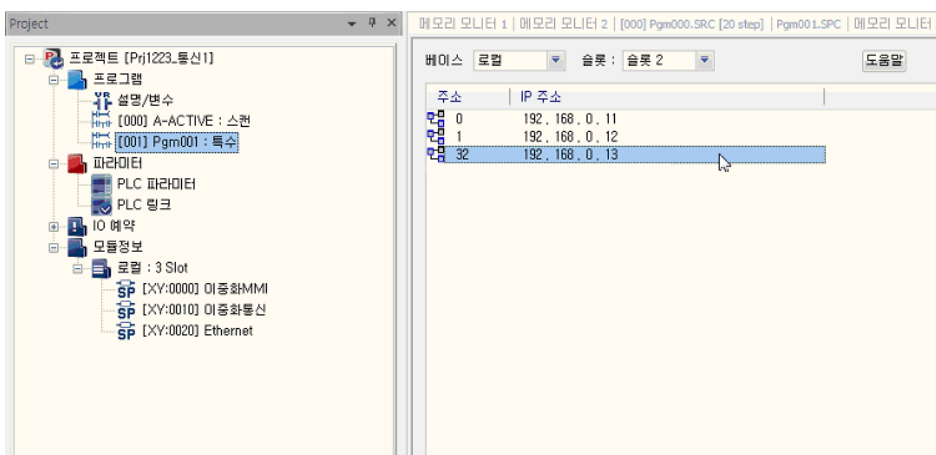 Project
프로젝트 [Prj1223_통신1]
프로그램
설명/변수
[000] A-ACTIVE : 스캔
[001] Pgm001 : 특수
파라미터
PLC 파라미터
PLC 링크
IO 예약
모듈정보
로컬 : 3 Slot
SP [XY:0000] 이중화MMI
SP [XY:0010] 이중화통신
SP [XY:0020] Ethernet
메모리 모니터 1 | 메모리 모니터 2 | [000] Pgm000.SRC [20 step] | Pgm001.SPC | 메모리 모니터
베이스 로컬 슬롯 : 슬롯 2 도움말
주소 IP 주소
0 192 . 168 . 0 . 11
1 192 . 168 . 0 . 12
32 192 . 168 . 0 . 13